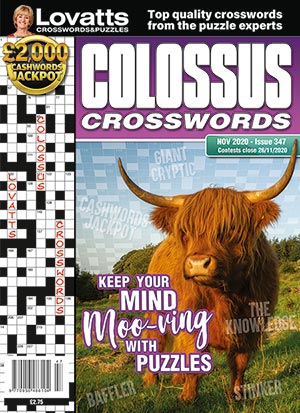 Lovatts
CROSSWORDS&PUZZLES
Top quality crosswords
from the puzzle experts
£2,000
CASHWORDS
JACKPOT
COLOSSUS
CROSSWORDS
NOV 2020 - Issue 347
Contests close 26/11/2020
GIANT
CRYPTIC
CASHWORDS
JACKPOT
COLOSSUS
LOVATTS
CROSSWORDS
KEEP YOUR
MIND
Moo-ving
WITH
PUZZLES
THE
KNOWLEDGE
BAFFLER
STINKER
£2.75